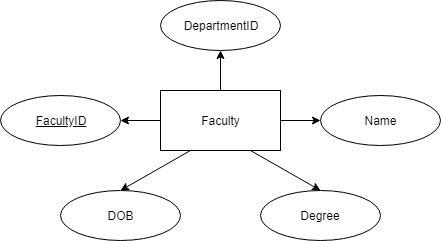 DepartmentID
FacultyID
Faculty
Name
DOB
Degree